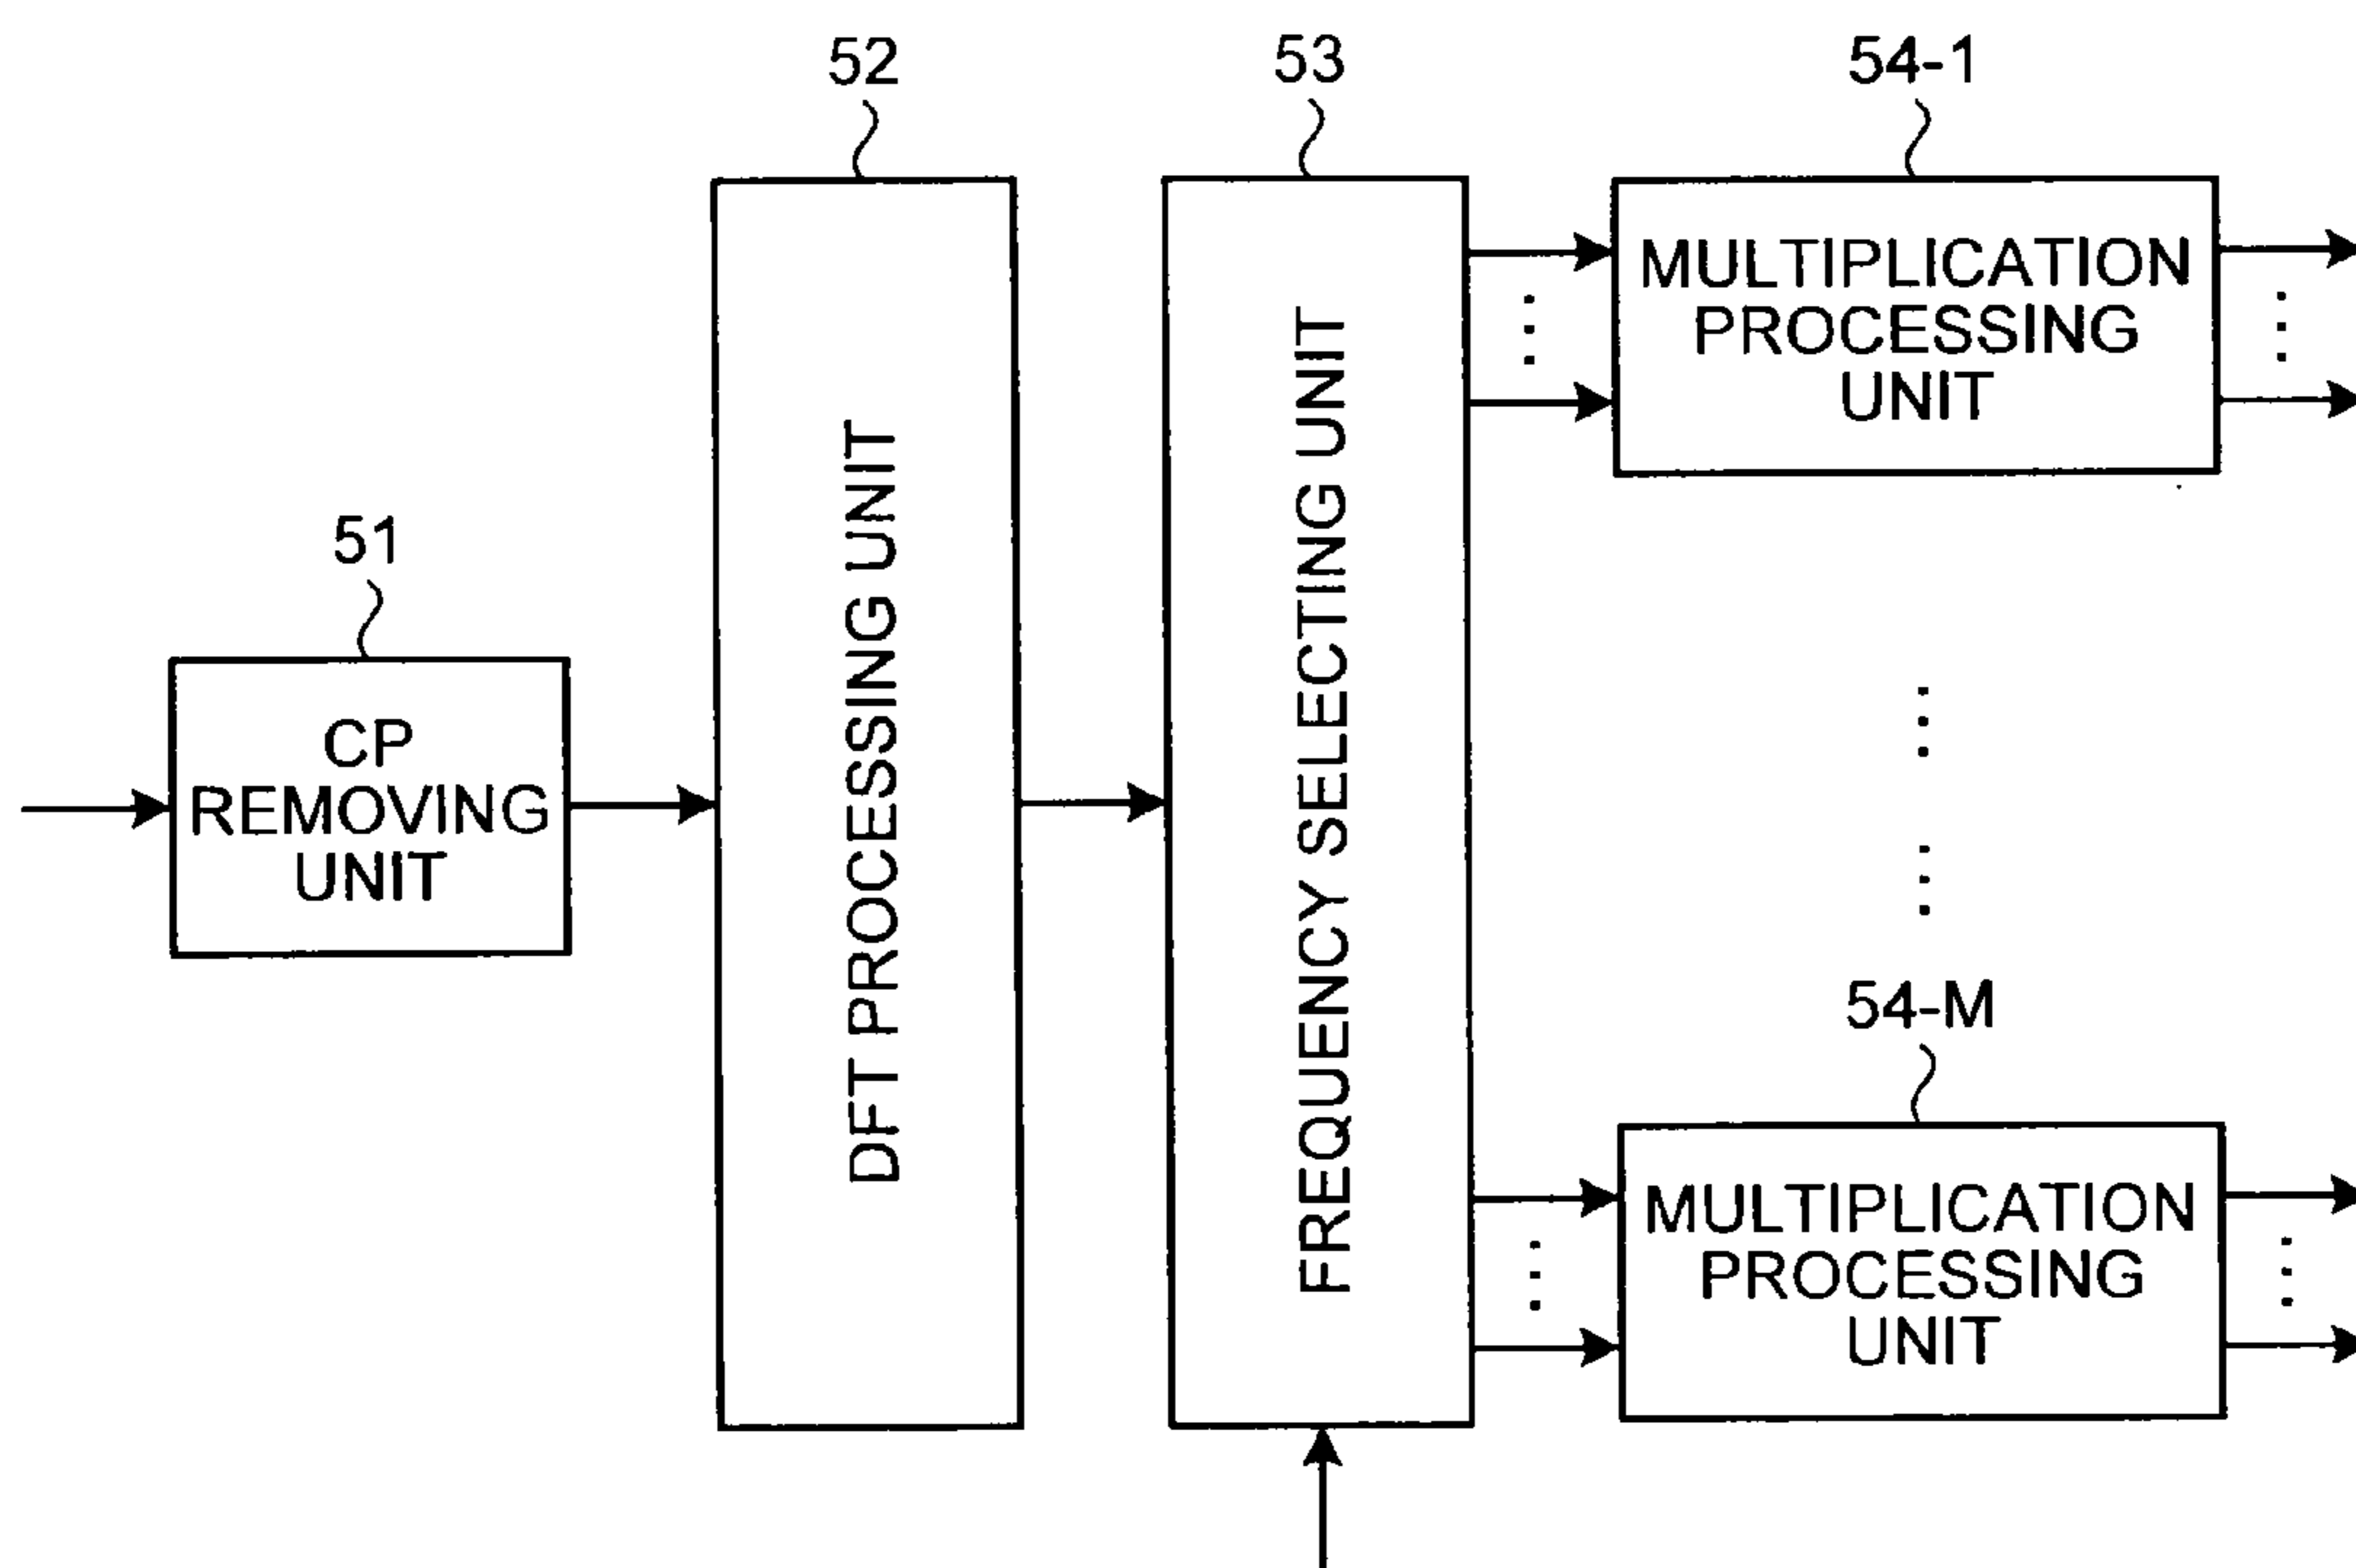 52
53
54-1
MULTIPLICATION
PROCESSING
UNIT
51
CP
REMOVING
UNIT
DFT PROCESSING UNIT
FREQUENCY SELECTING UNIT
54-M
MULTIPLICATION
PROCESSING
UNIT